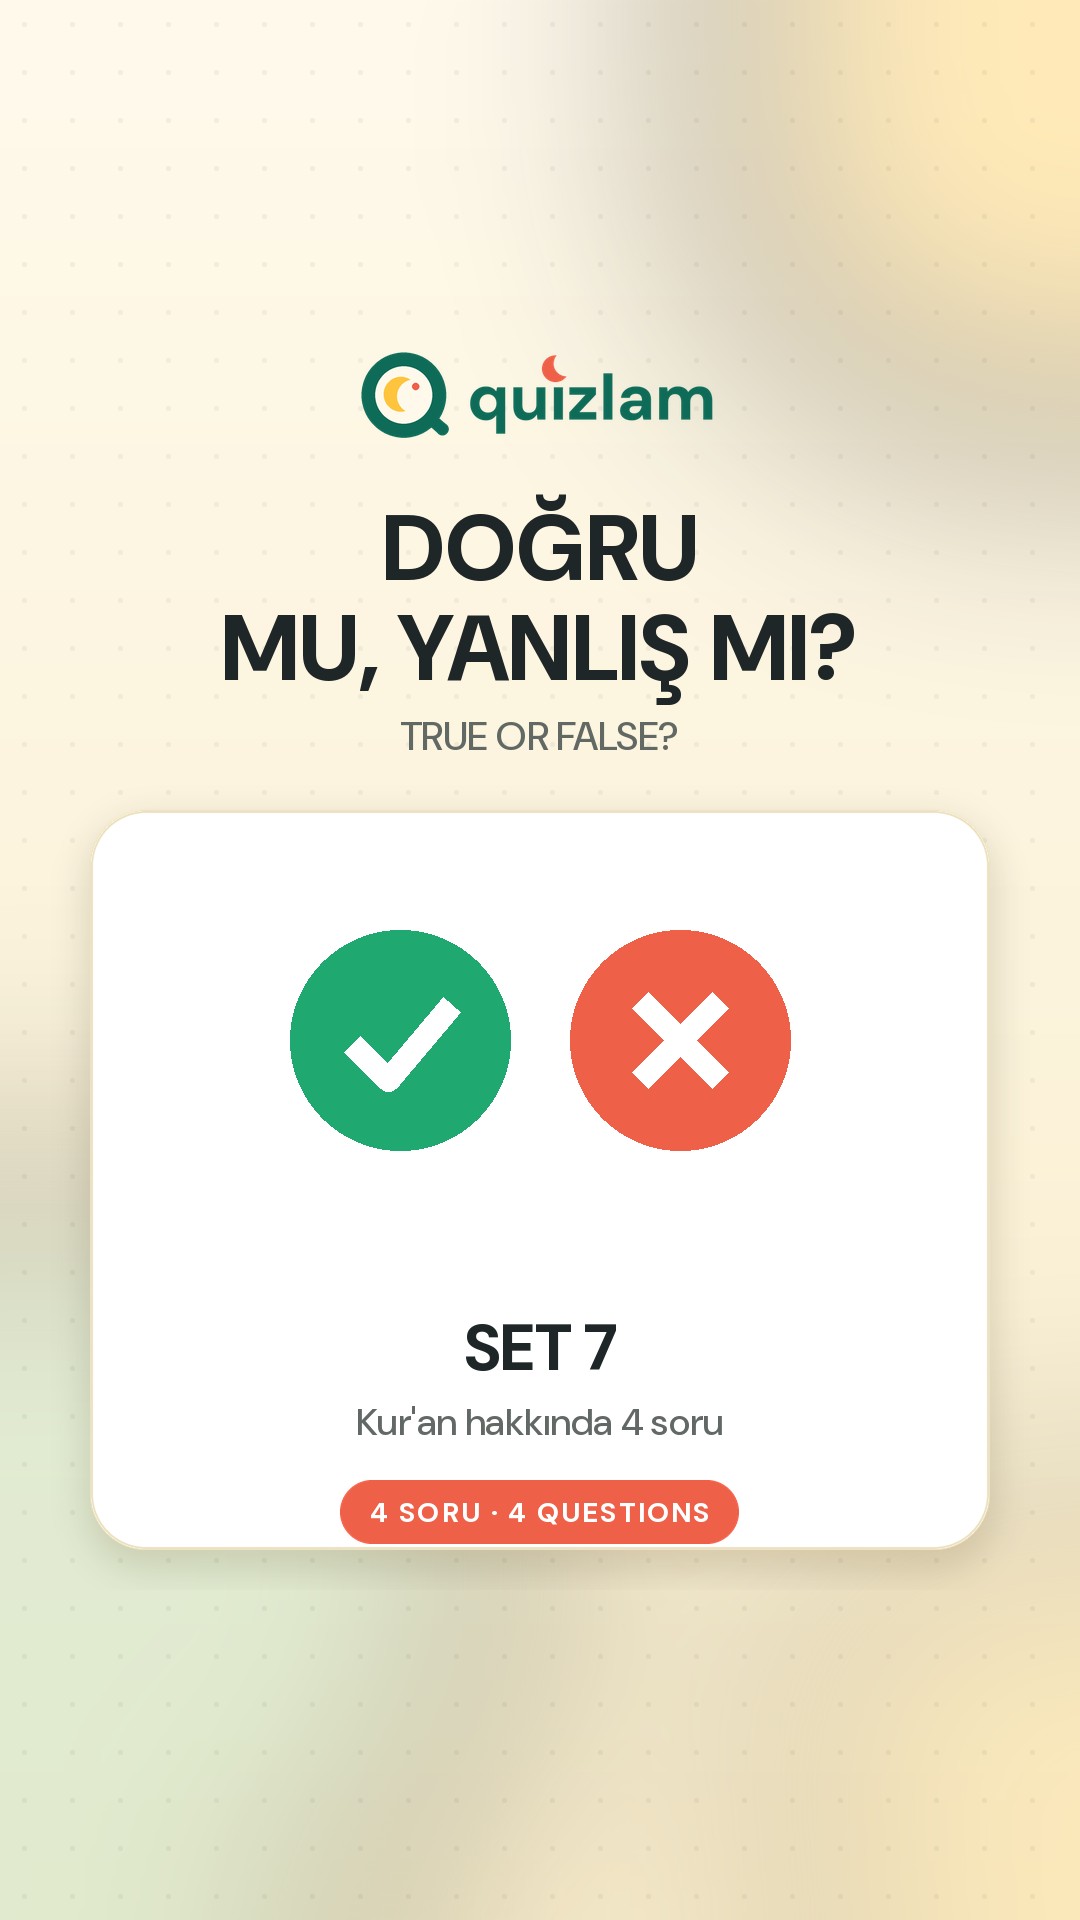 quizlam
DOĞRU
MU, YANLIŞ MI?
TRUE OR FALSE?
SET 7
Kur'an hakkında 4 soru
4 SORU · 4 QUESTIONS